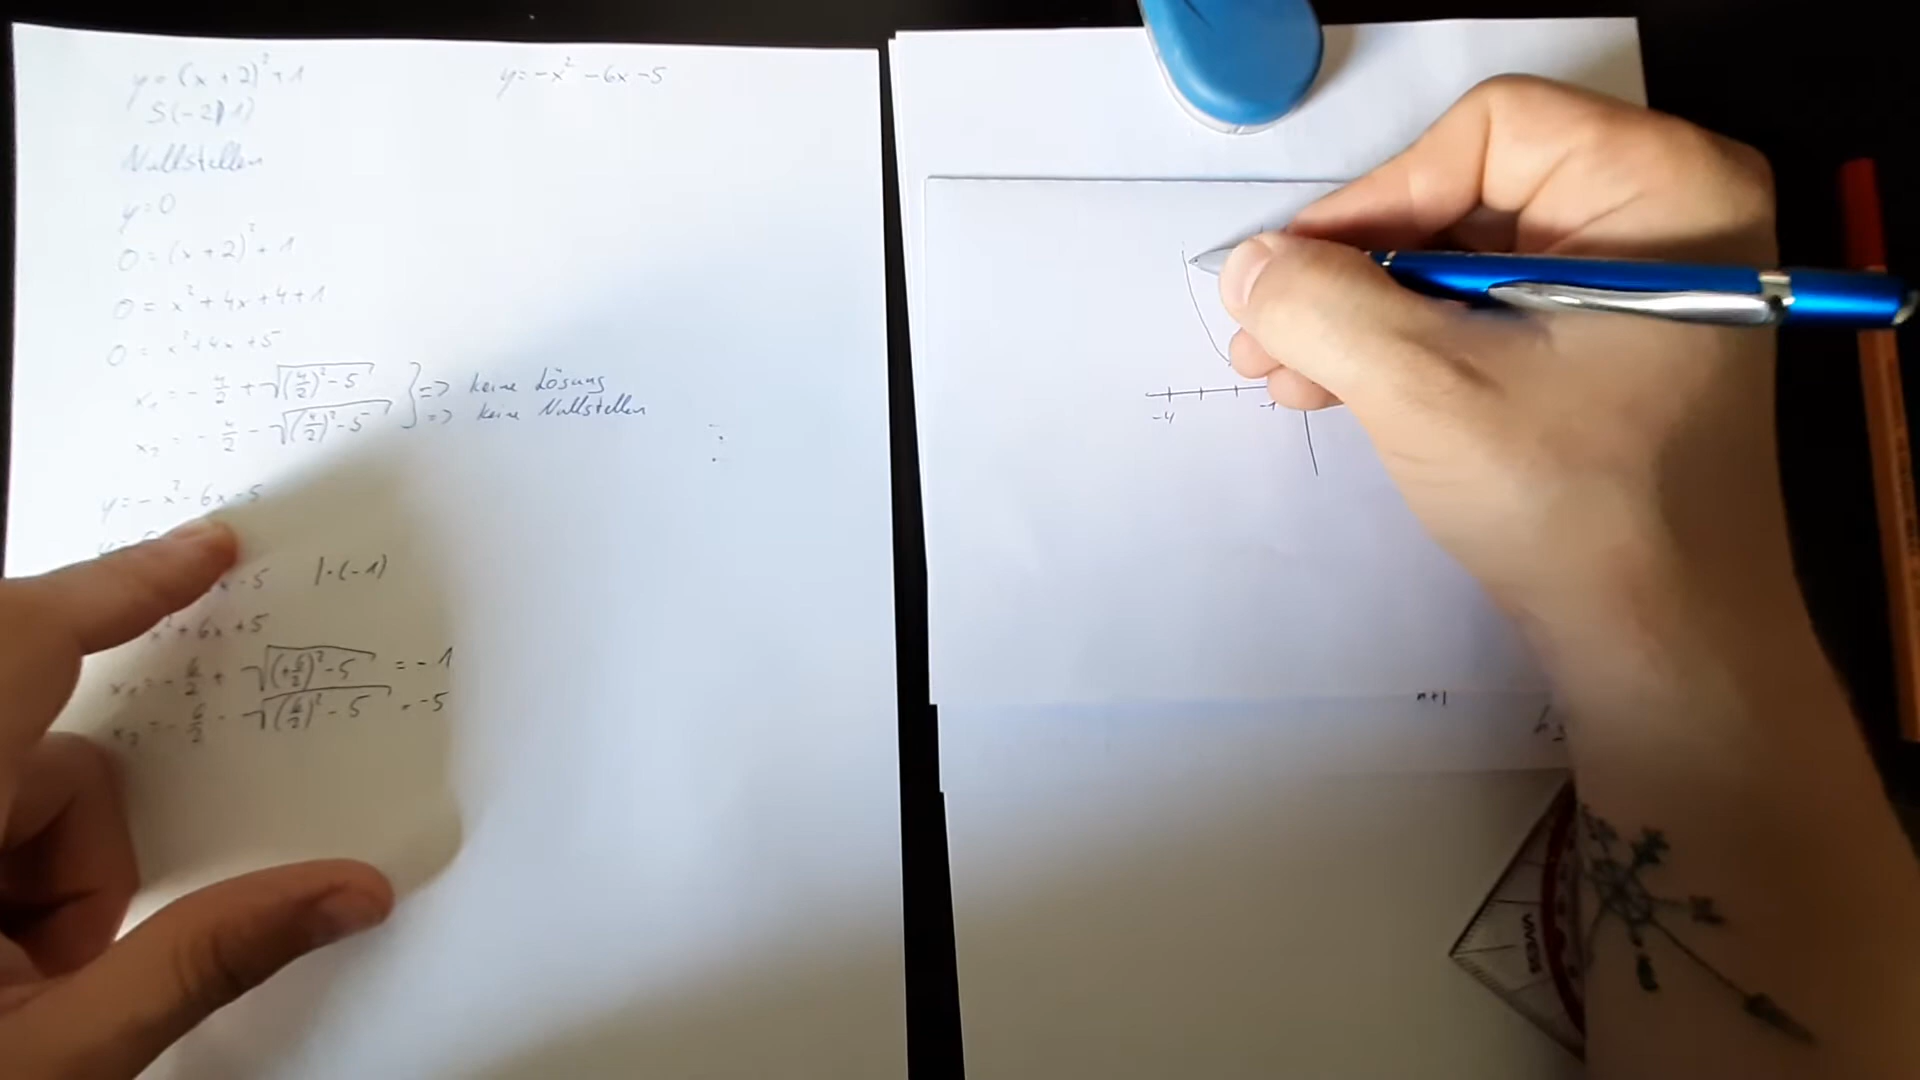 y = (x + 2)² + 1
S(-2|1)
Nullstellen
y = 0
0 = (x + 2)² + 1
0 = x² + 4x + 4 + 1
0 = x² + 4x + 5
x₁ = - 4/2 + √((4/2)² - 5) } => keine Lösung
x₂ = - 4/2 - √((4/2)² - 5) => keine Nullstellen
y = - x² - 6x - 5
x - 5 | · (-1)
x² + 6x + 5
x₁ = - 6/2 + √((+6/2)² - 5) = - 1
x₂ = - 6/2 - √((6/2)² - 5) = - 5
y = - x² - 6x - 5
-4 -1
n+1